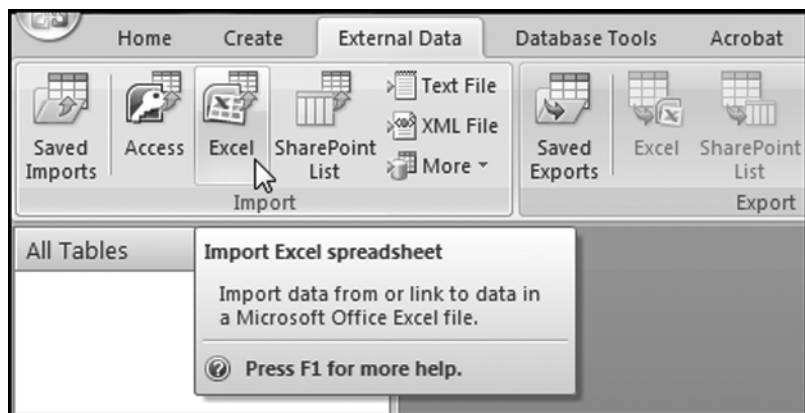 Home Create External Data Database Tools Acrobat
Saved Imports
Access
Excel
SharePoint List
Text File
XML File
More
Import
Saved Exports
Excel
SharePoint List
Export
All Tables
Import Excel spreadsheet
Import data from or link to data in
a Microsoft Office Excel file.
Press F1 for more help.